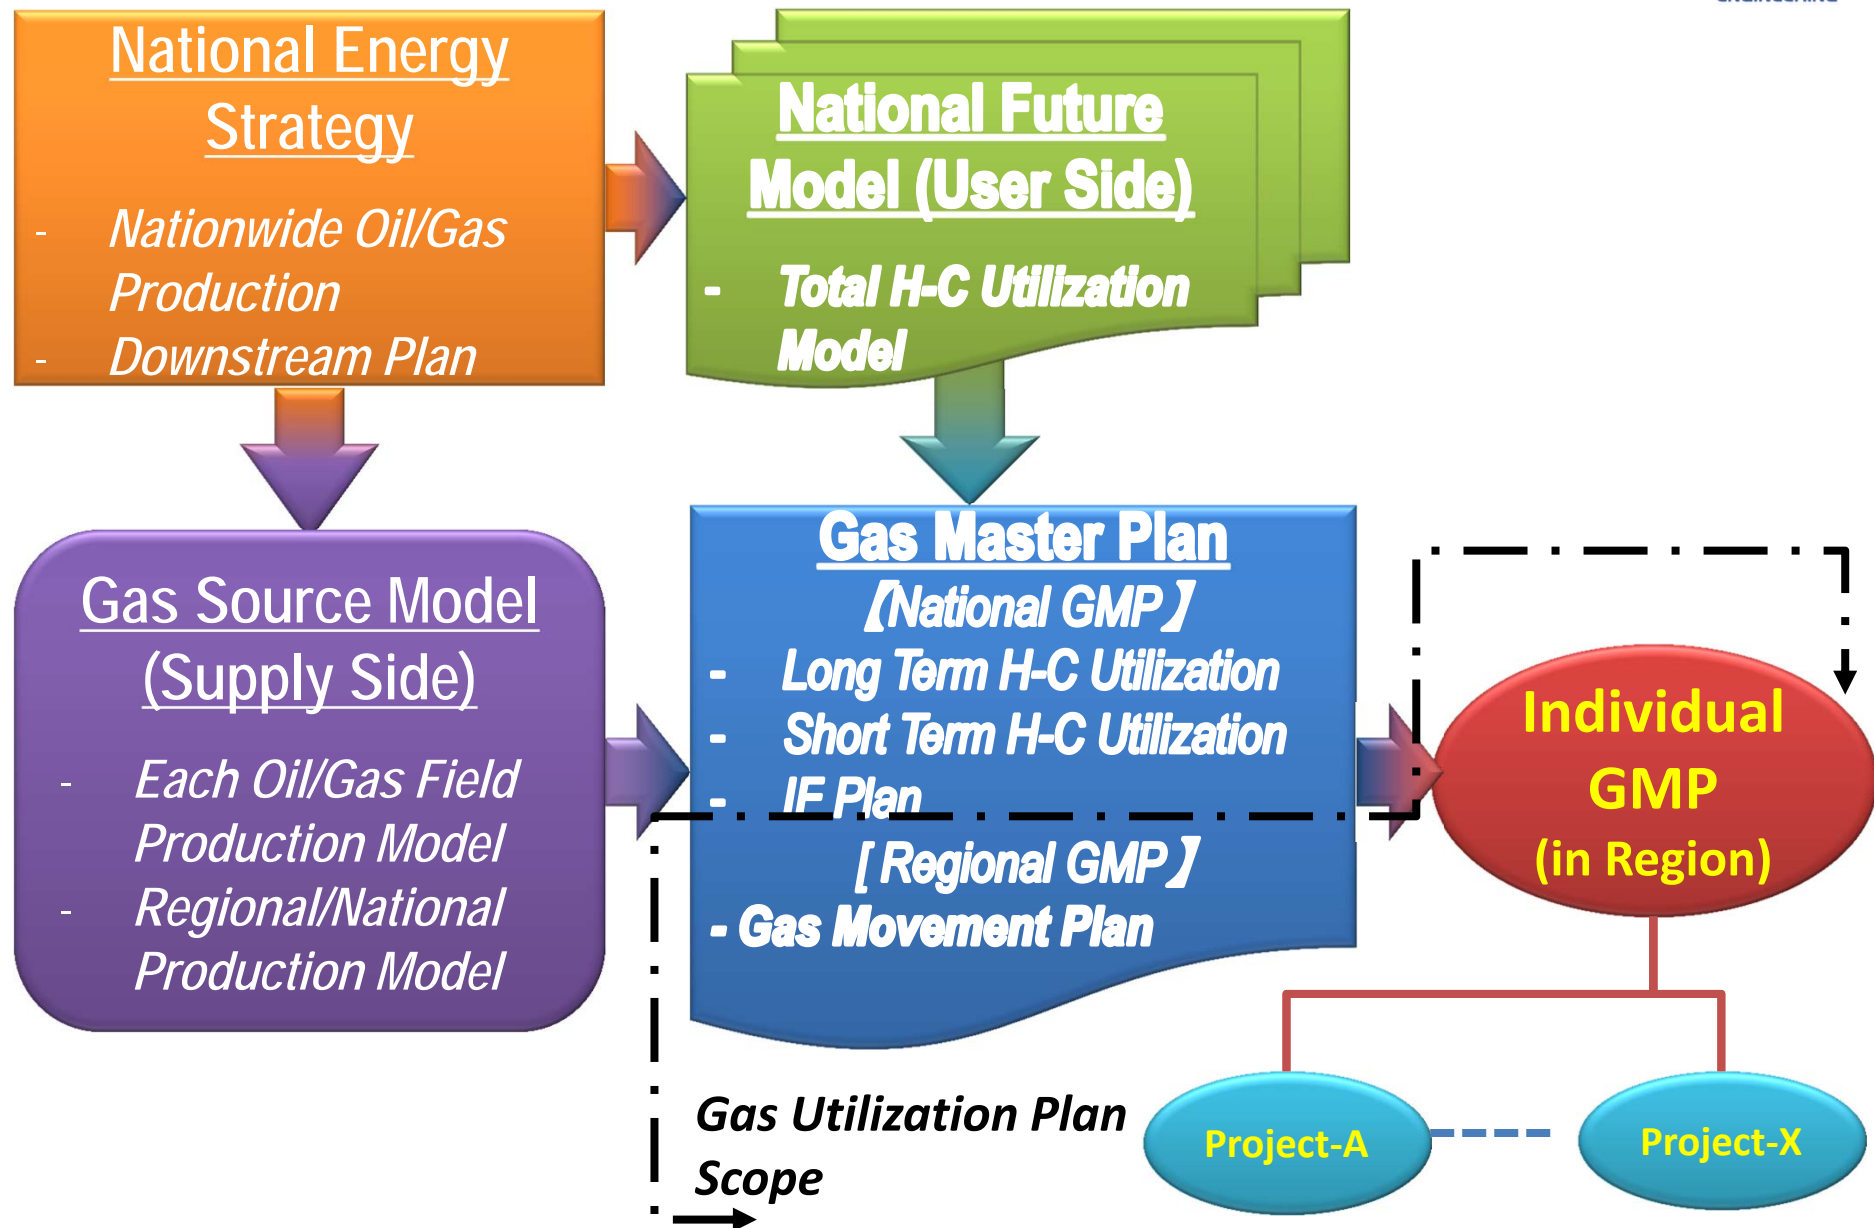 National Energy
Strategy
- Nationwide Oil/Gas
Production
- Downstream Plan
National Future
Model (User Side)
- Total H-C Utilization
Model
Gas Source Model
(Supply Side)
- Each Oil/Gas Field
Production Model
- Regional/National
Production Model
Gas Master Plan
【National GMP】
- Long Term H-C Utilization
- Short Term H-C Utilization
- IF Plan
[ Regional GMP】
- Gas Movement Plan
Individual
GMP
(in Region)
Gas Utilization Plan
Scope
Project-A
Project-X